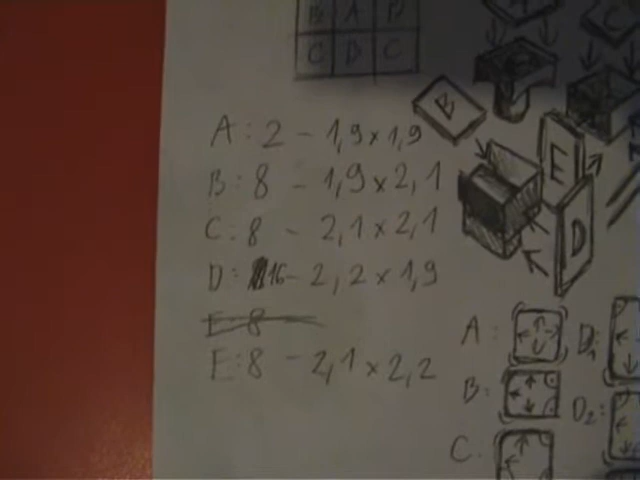 B A B
C D C
A
C
B
E
D
A: 2 - 1,9 x 1,9
B: 8 - 1,9 x 2,1
C: 8 - 2,1 x 2,1
D: 16 - 2,2 x 1,9
E: 8
E: 8 - 2,1 x 2,2
A: D1:
B: D2:
C.